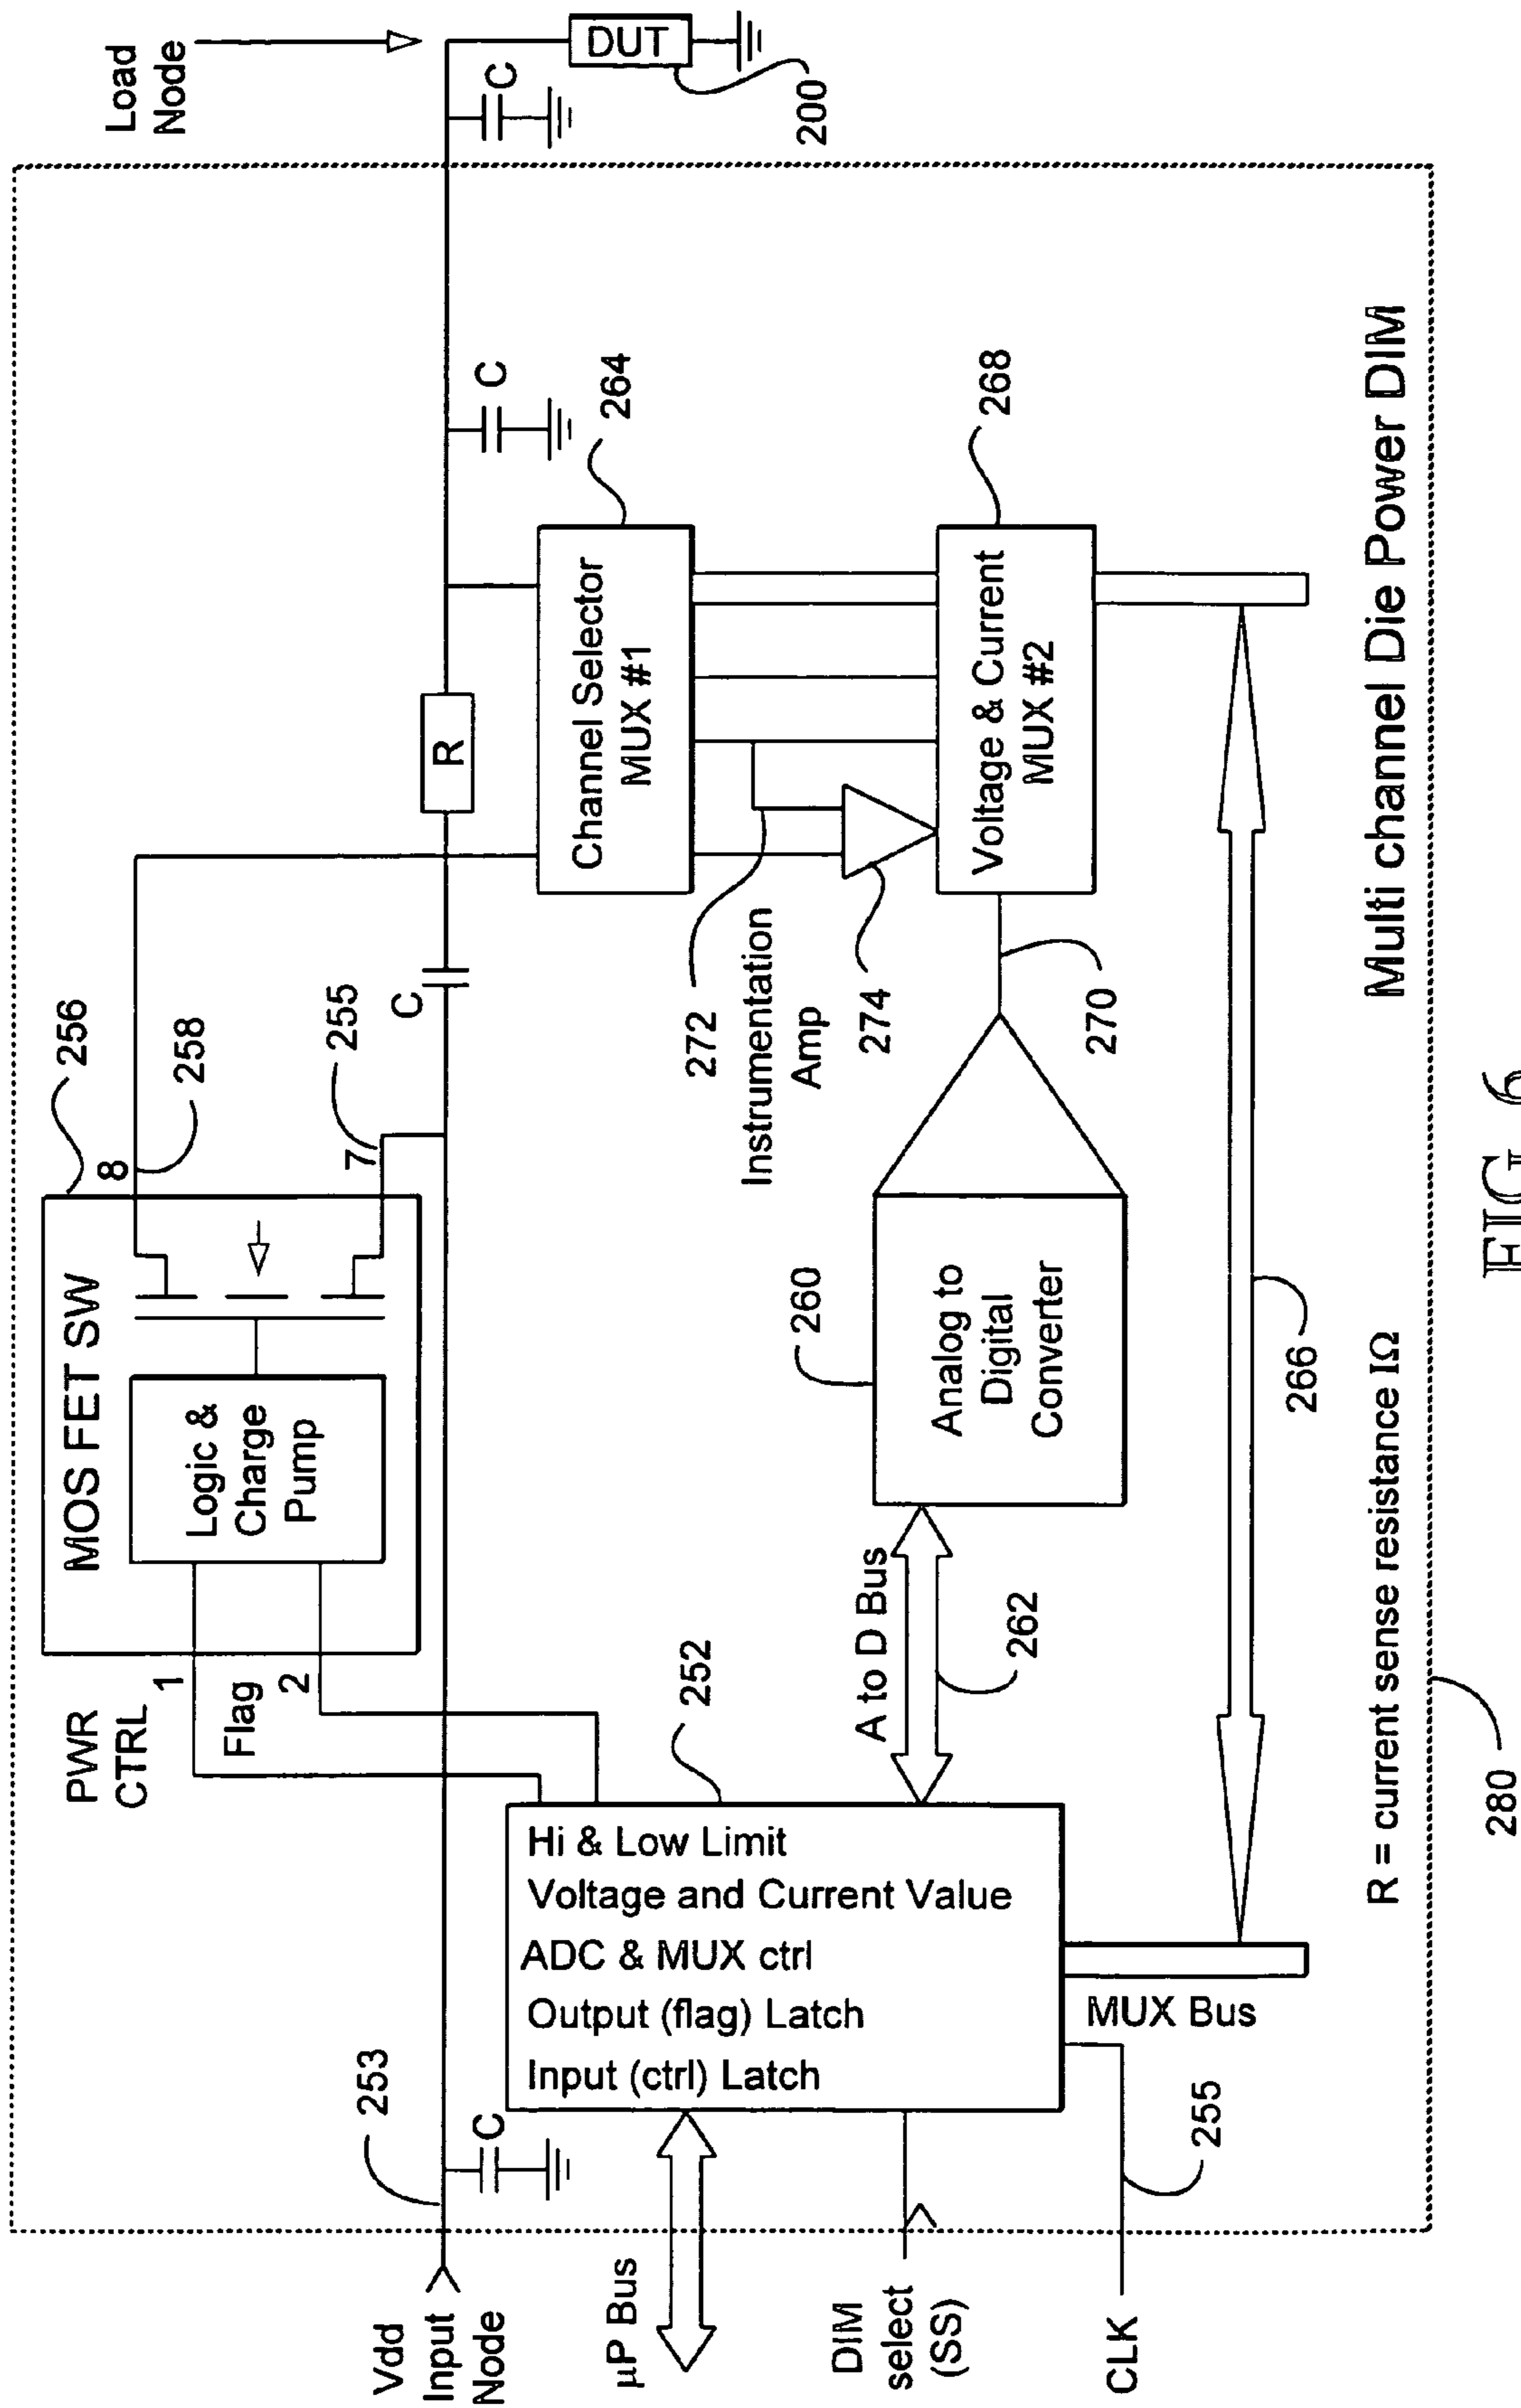 Load
Node
DUT
C
200
256
MOS FET SW
8
258
7
255
Logic &
Charge
Pump
PWR
CTRL
1
Flag
2
C
R
C
264
Channel Selector
MUX #1
272
Instrumentation
Amp
274
268
Voltage & Current
MUX #2
270
260
Analog to
Digital
Converter
A to D Bus
262
252
Hi & Low Limit
Voltage and Current Value
ADC & MUX ctrl
Output (flag) Latch
Input (ctrl) Latch
253
C
Vdd
Input
Node
µP Bus
DIM
select
(SS)
CLK
255
MUX Bus
266
R = current sense resistance IΩ
Multi channel Die Power DIM
280
FIG 6